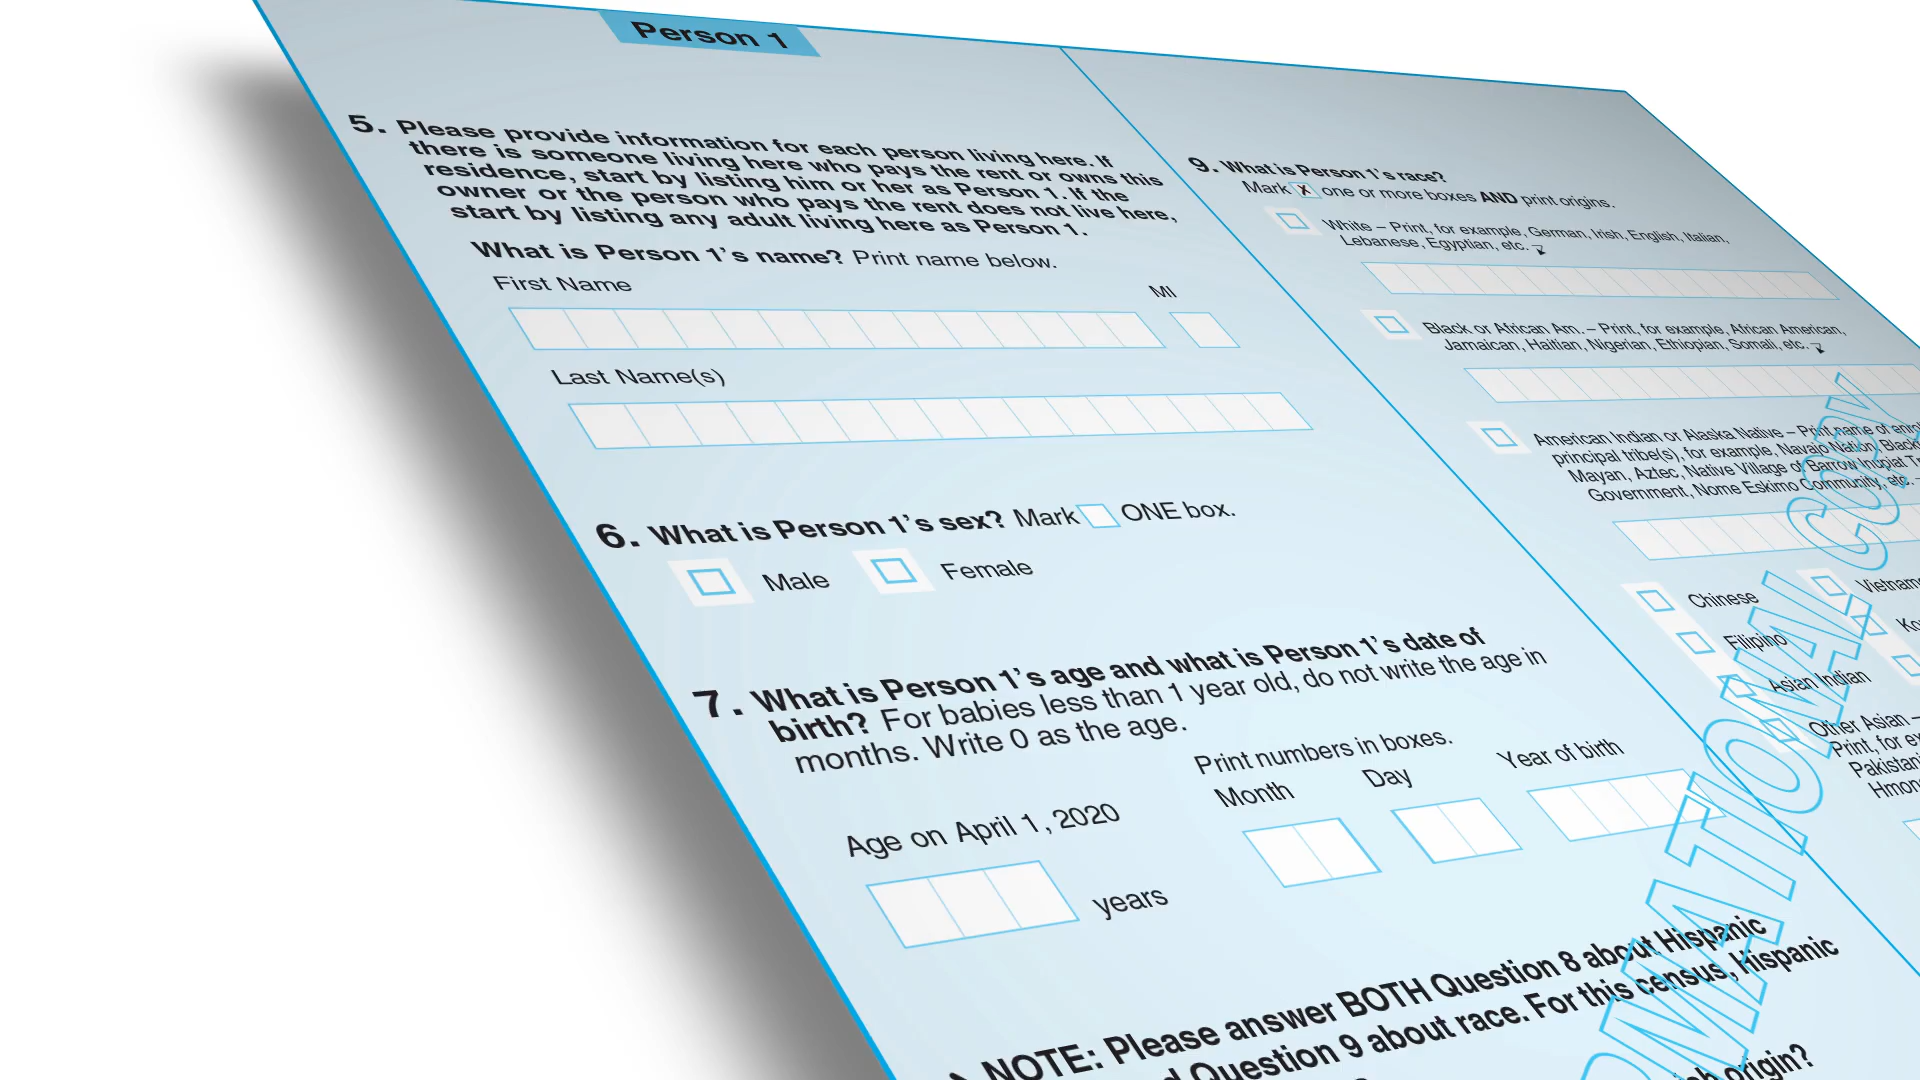 Person 1
5. Please provide information for each person living here. If
there is someone living here who pays the rent or owns this
residence, start by listing him or her as Person 1. If the
owner or the person who pays the rent does not live here,
start by listing any adult living here as Person 1.
What is Person 1's name? Print name below.
First Name
MI
Last Name(s)
6. What is Person 1's sex? Mark ONE box.
Male
Female
7. What is Person 1's age and what is Person 1's date of
birth? For babies less than 1 year old, do not write the age in
months. Write 0 as the age.
Print numbers in boxes.
Age on April 1, 2020
Month
Day
Year of birth
years
NOTE: Please answer BOTH Question 8 about Hispanic
Question 9 about race. For this census, Hispanic
origin?
9. What is Person 1's race?
Mark x one or more boxes AND print origins.
White – Print, for example, German, Irish, English, Italian,
Lebanese, Egyptian, etc.
Black or African Am. – Print, for example, African American,
Jamaican, Haitian, Nigerian, Ethiopian, Somali, etc.
American Indian or Alaska Native – Print name of
principal tribe(s), for example, Navajo Nation,
Mayan, Aztec, Native Village of Barrow Inupiat
Government, Nome Eskimo Community, etc.
Chinese
Filipino
Asian Indian
Other Asian –
Print, for
COPY